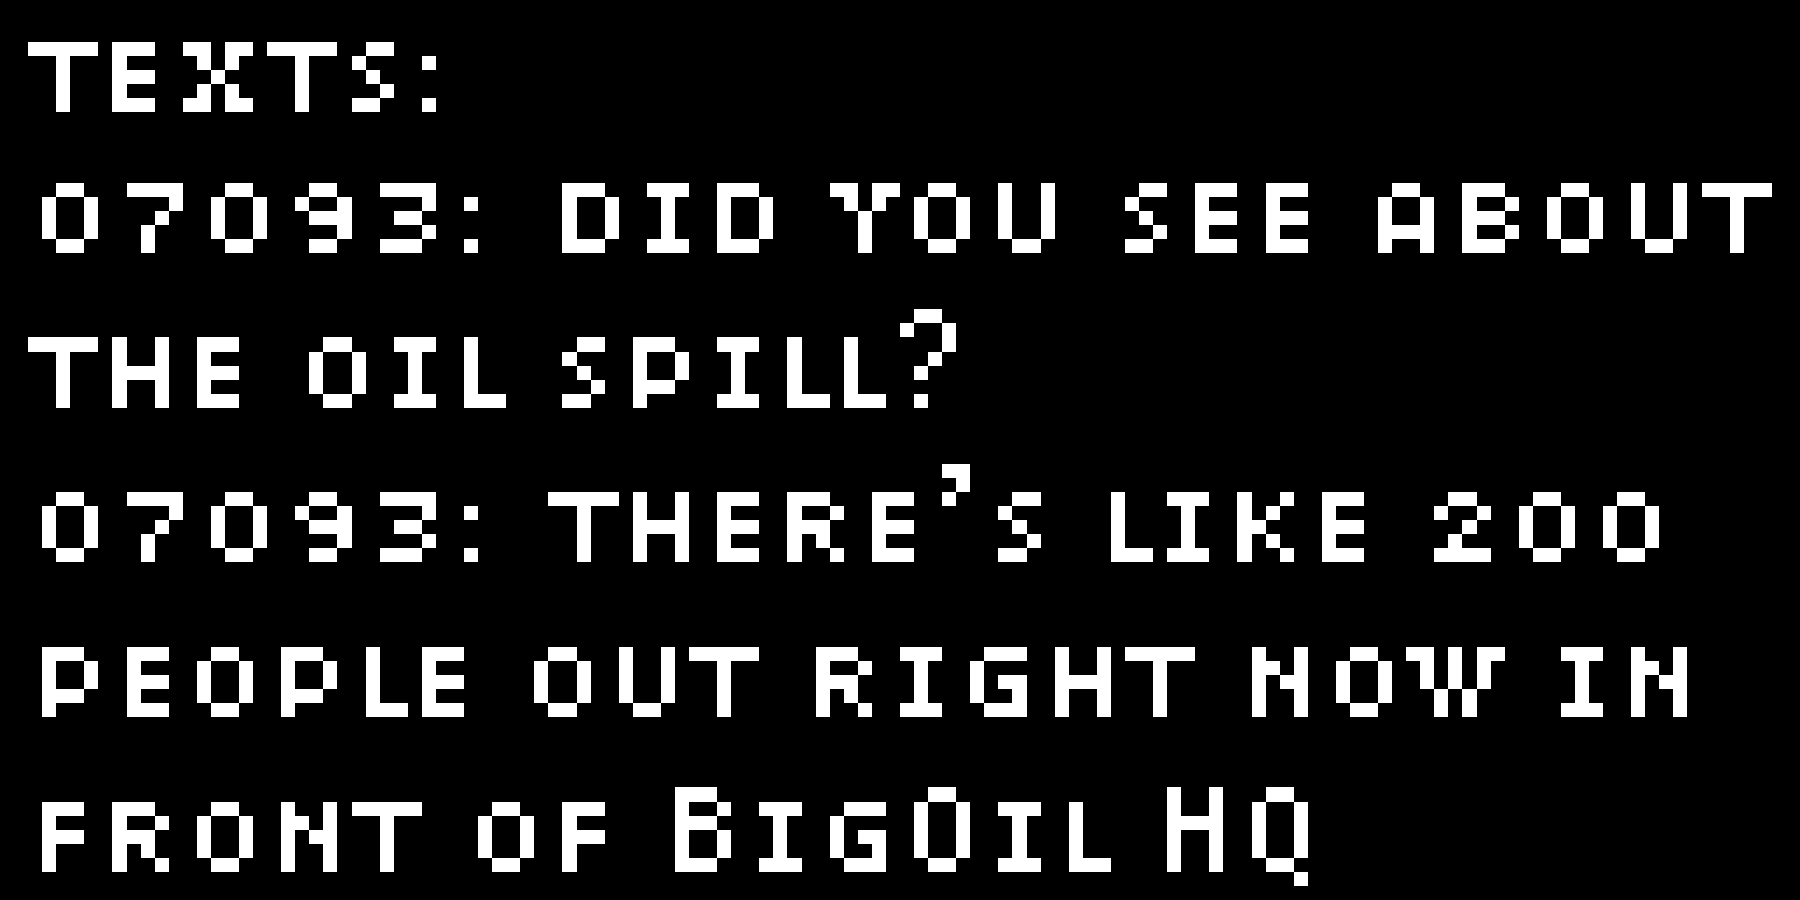 TEXTS:
07093: DID YOU SEE ABOUT
THE OIL SPILL?
07093: THERE'S LIKE 200
PEOPLE OUT RIGHT NOW IN
FRONT OF BIGOIL HQ